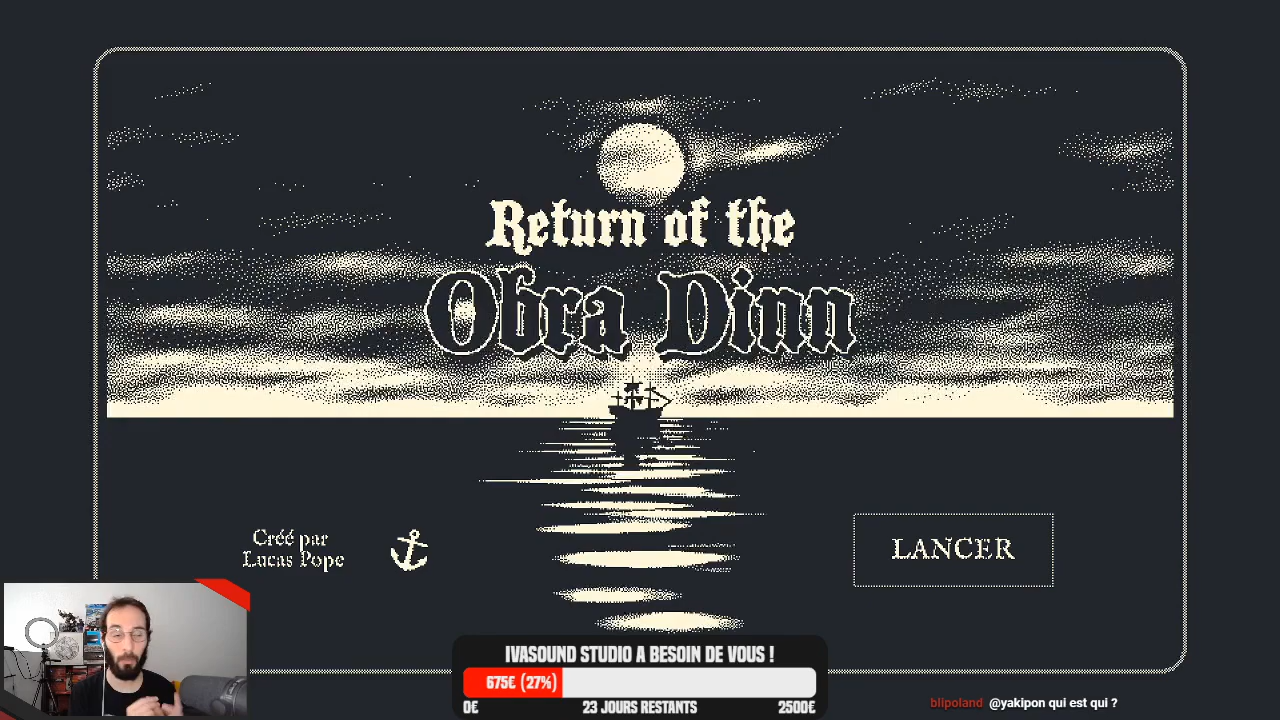 Return of the
Obra Dinn
Créé par
Lucas Pope
LANCER
IVASOUND STUDIO A BESOIN DE VOUS !
675€ (27%)
0€ 23 JOURS RESTANTS 2500€
blipoland @yakipon qui est qui ?